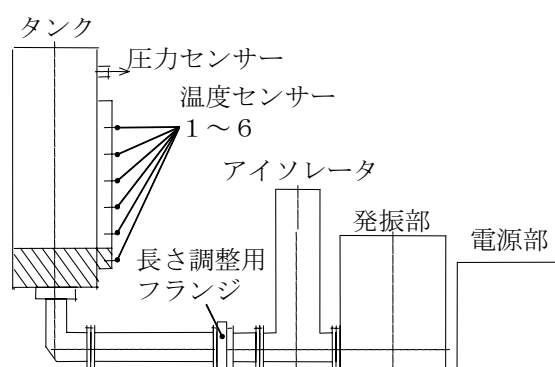 タンク
圧力センサー
温度センサー
１～６
アイソレータ
発振部
電源部
長さ調整用
フランジ